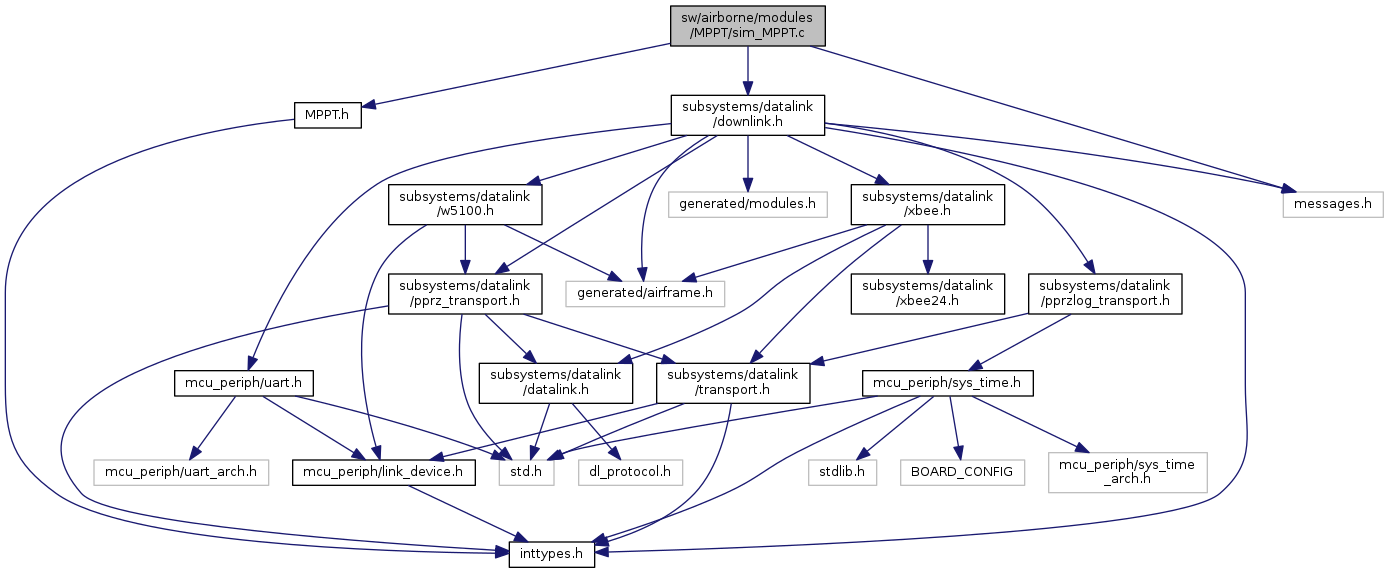 sw/airborne/modules
/MPPT/sim_MPPT.c
MPPT.h
subsystems/datalink
/downlink.h
subsystems/datalink
/w5100.h
generated/modules.h
subsystems/datalink
/xbee.h
messages.h
subsystems/datalink
/pprz_transport.h
generated/airframe.h
subsystems/datalink
/xbee24.h
subsystems/datalink
/pprzlog_transport.h
mcu_periph/uart.h
subsystems/datalink
/datalink.h
subsystems/datalink
/transport.h
mcu_periph/sys_time.h
mcu_periph/uart_arch.h
mcu_periph/link_device.h
std.h
dl_protocol.h
stdlib.h
BOARD_CONFIG
mcu_periph/sys_time
_arch.h
inttypes.h